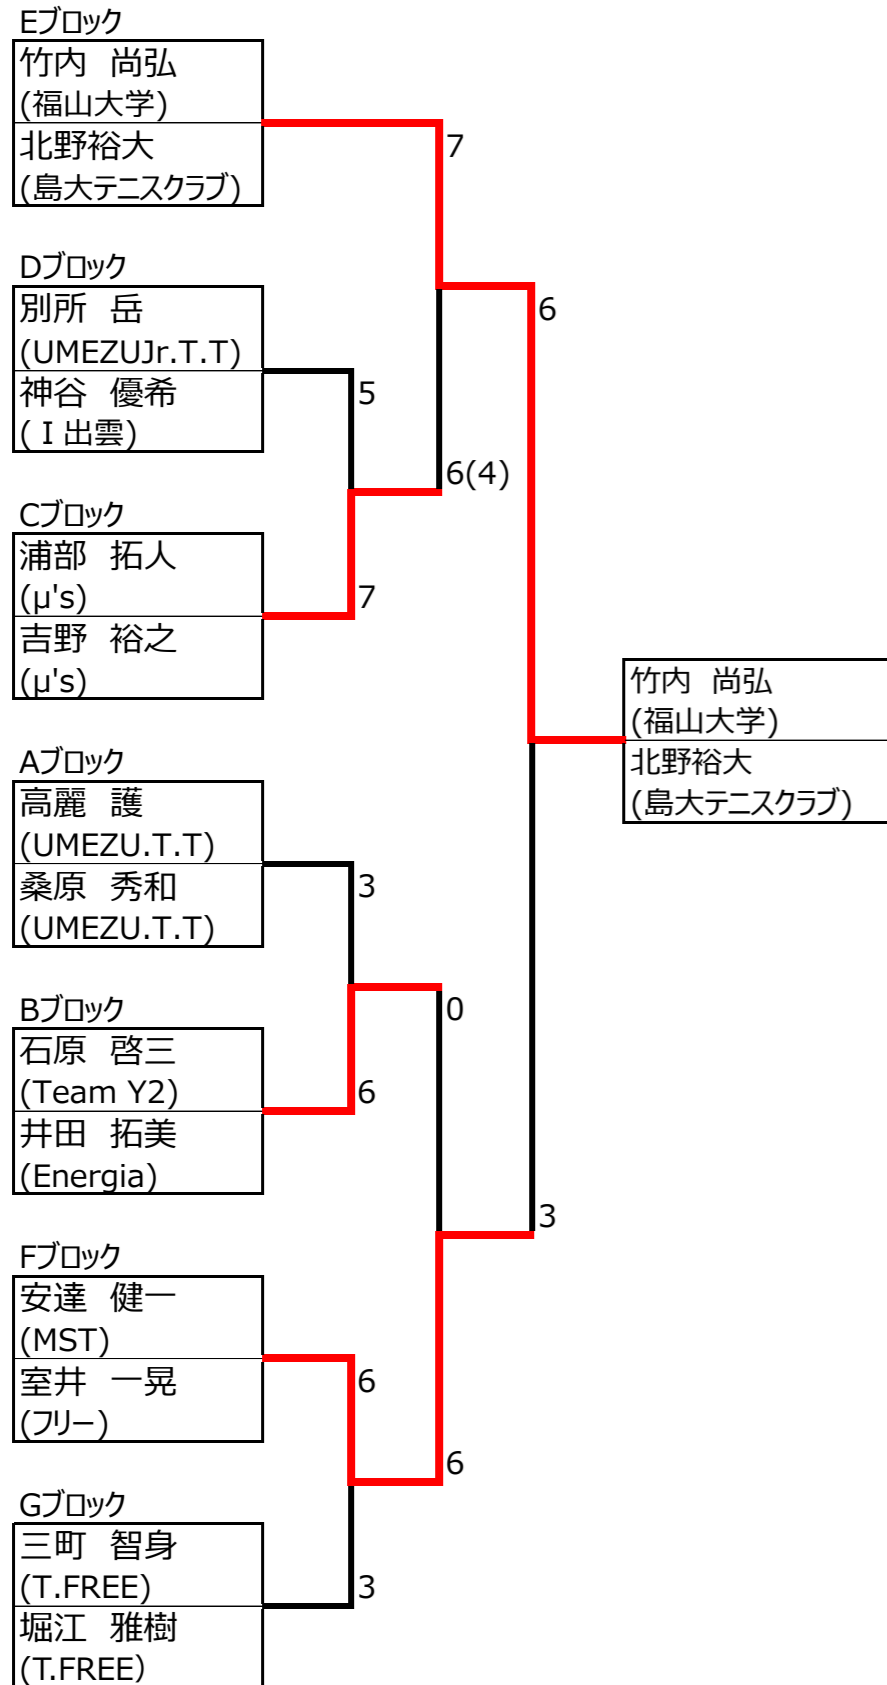 Eブロック
竹内　尚弘
(福山大学)
北野裕大
(島大テニスクラブ)
7
Dブロック
別所　岳
(UMEZUJr.T.T)
神谷　優希
(Ｉ出雲)
5
6
6(4)
Cブロック
浦部　拓人
(μ's)
吉野　裕之
(μ's)
7
竹内　尚弘
(福山大学)
北野裕大
(島大テニスクラブ)
Aブロック
高麗　護
(UMEZU.T.T)
桑原　秀和
(UMEZU.T.T)
3
0
Bブロック
石原　啓三
(Team Y2)
井田　拓美
(Energia)
6
3
Fブロック
安達　健一
(MST)
室井　一晃
(フリー)
6
6
Gブロック
三町　智身
(T.FREE)
堀江　雅樹
(T.FREE)
3